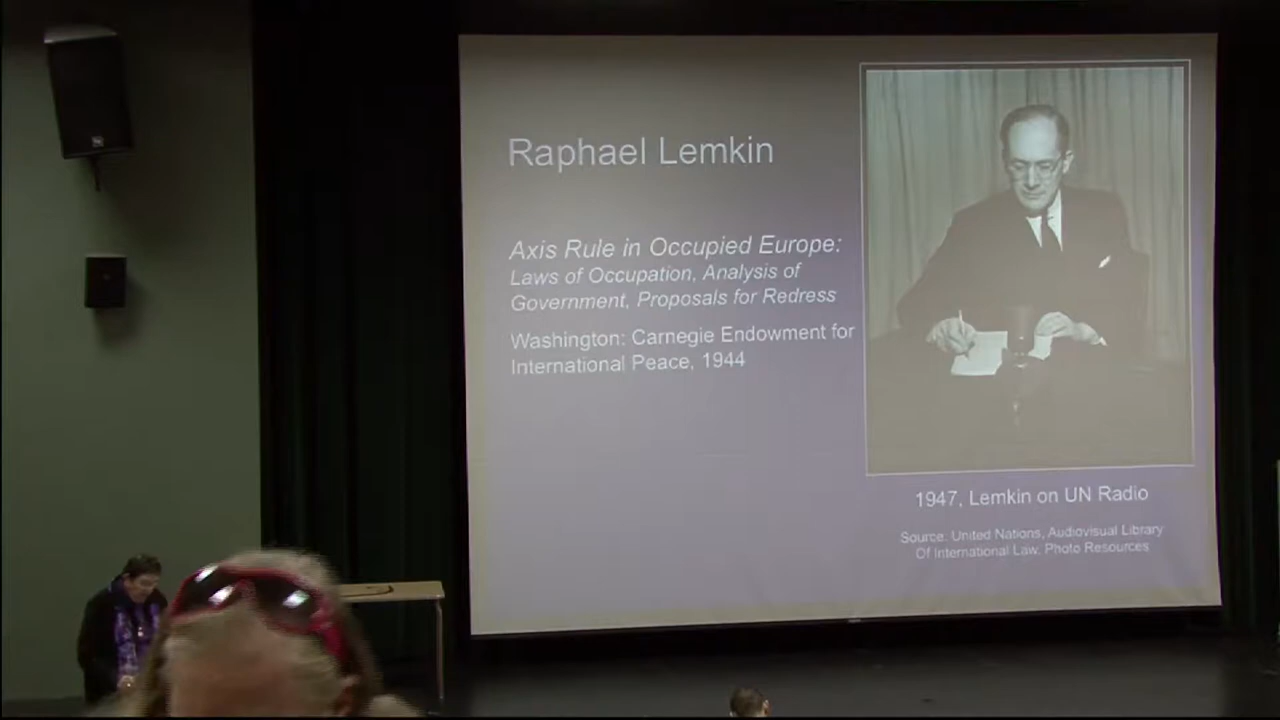 Raphael Lemkin
Axis Rule in Occupied Europe:
Laws of Occupation, Analysis of
Government, Proposals for Redress
Washington: Carnegie Endowment for
International Peace, 1944
1947, Lemkin on UN Radio
Source: United Nations, Audiovisual Library
Of International Law, Photo Resources